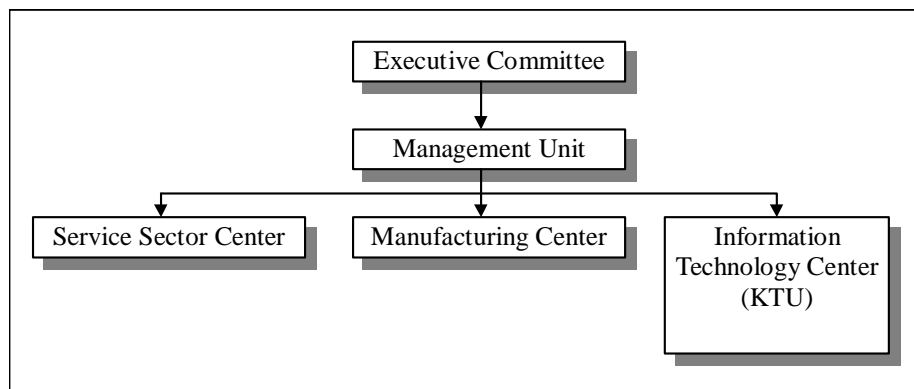 Executive Committee
Management Unit
Service Sector Center
Manufacturing Center
Information
Technology Center
(KTU)